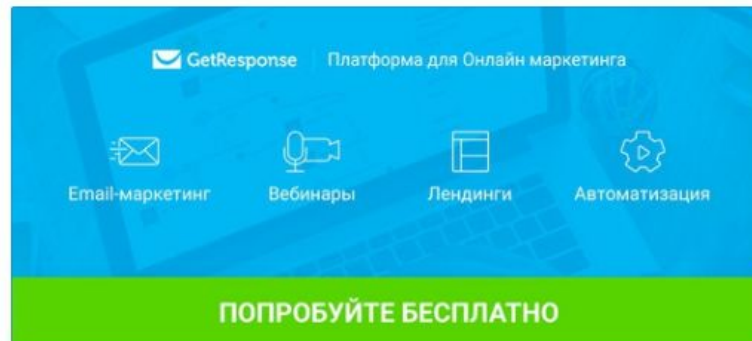 GetResponse Платформа для Онлайн маркетинга
Email-маркетинг Вебинары Лендинги Автоматизация
ПОПРОБУЙТЕ БЕСПЛАТНО